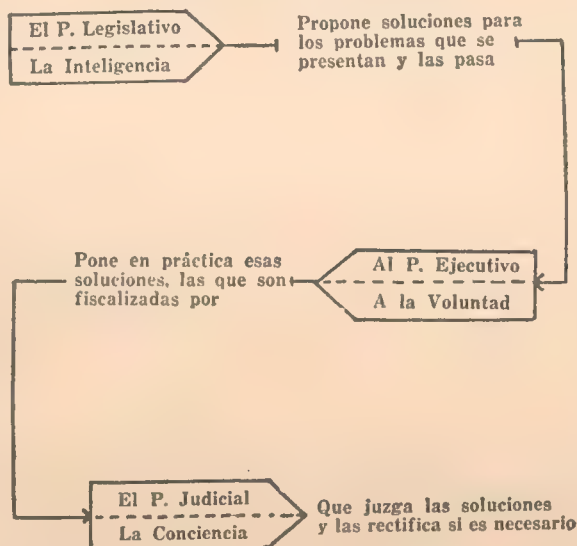 El P. Legislativo
La Inteligencia
Propone soluciones para
los problemas que se
presentan y las pasa
Al P. Ejecutivo
A la Voluntad
Pone en práctica esas
soluciones, las que son
fiscalizadas por
El P. Judicial
La Conciencia
Que juzga las soluciones
y las rectifica si es necesario